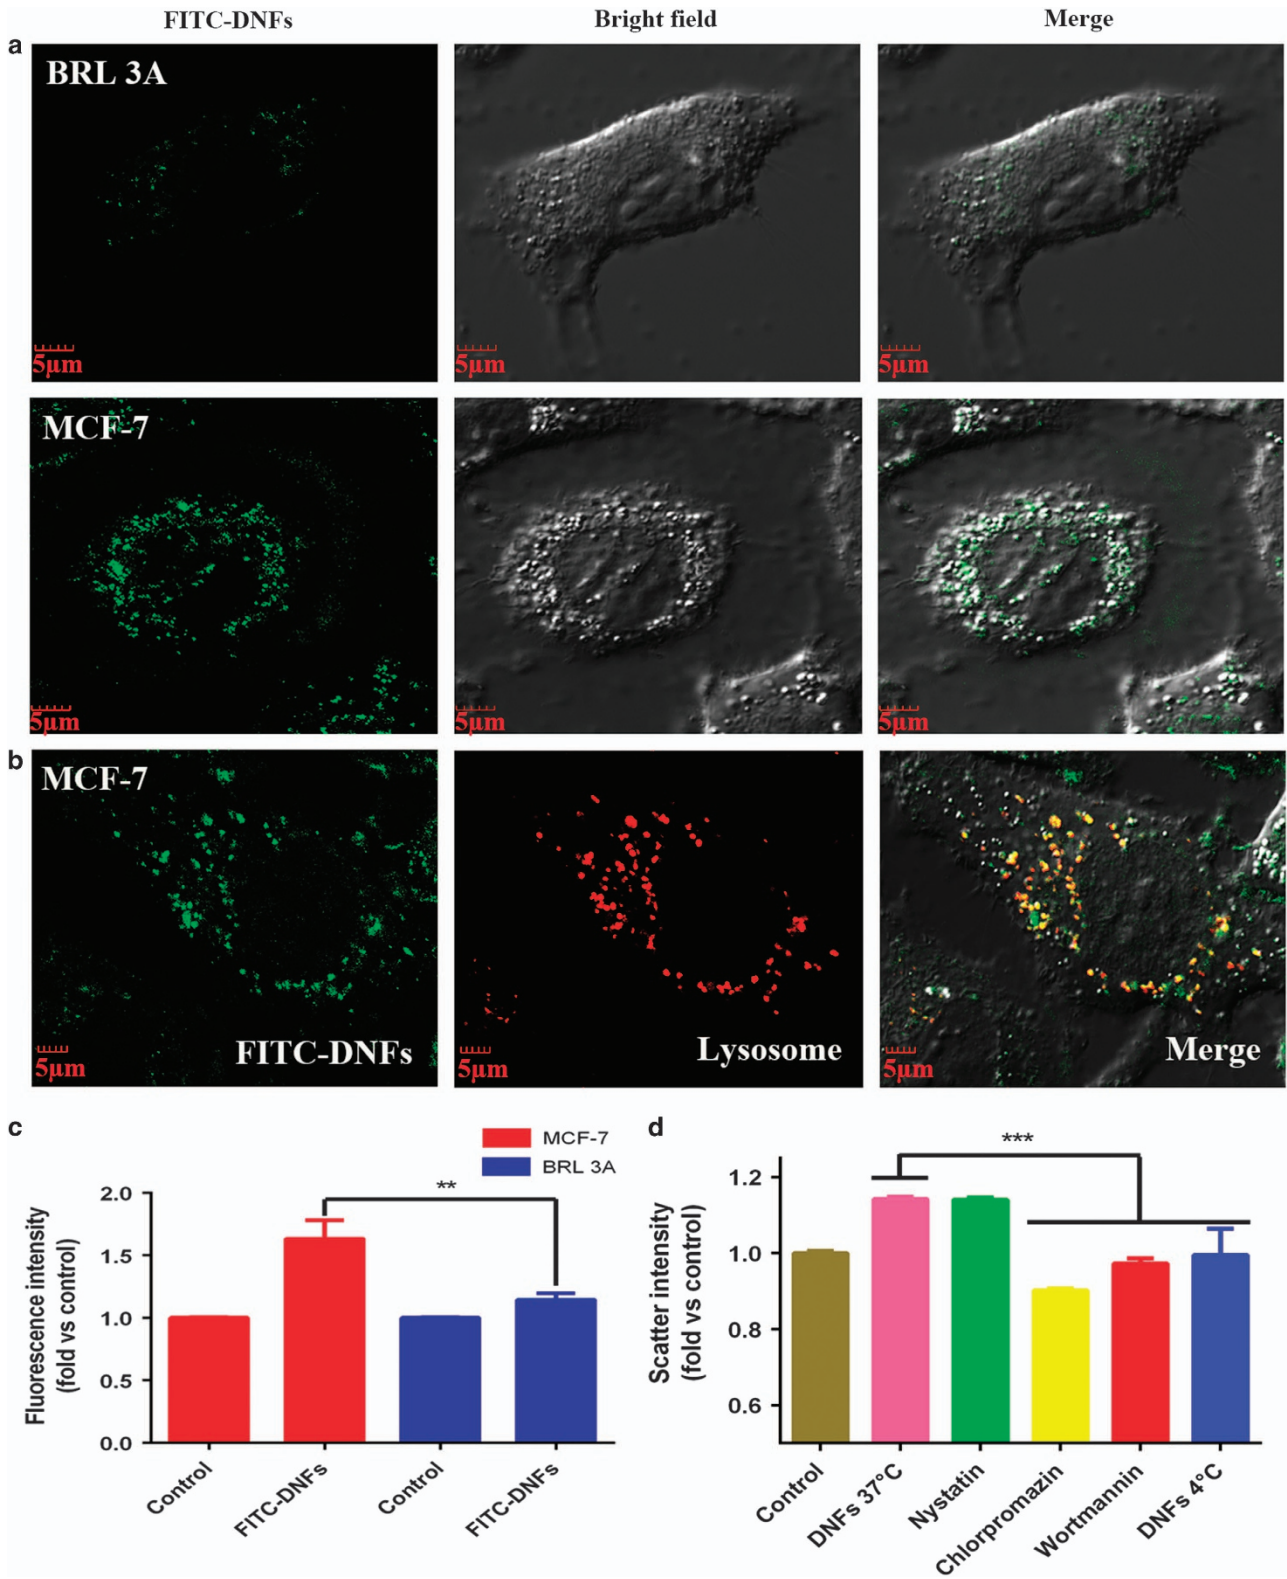 FITC-DNFs Bright field Merge
a
BRL 3A
5μm 5μm 5μm
MCF-7
5μm 5μm 5μm
b
MCF-7
FITC-DNFs Lysosome Merge
5μm 5μm 5μm
c
MCF-7
BRL 3A
**
2.0
1.5
1.0
0.5
0.0
Fluorescence intensity
(fold vs control)
Control FITC-DNFs Control FITC-DNFs
d
***
1.2
1.0
0.8
0.6
Scatter intensity
(fold vs control)
Control DNFs 37°C Nystatin Chlorpromazin Wortmannin DNFs 4°C